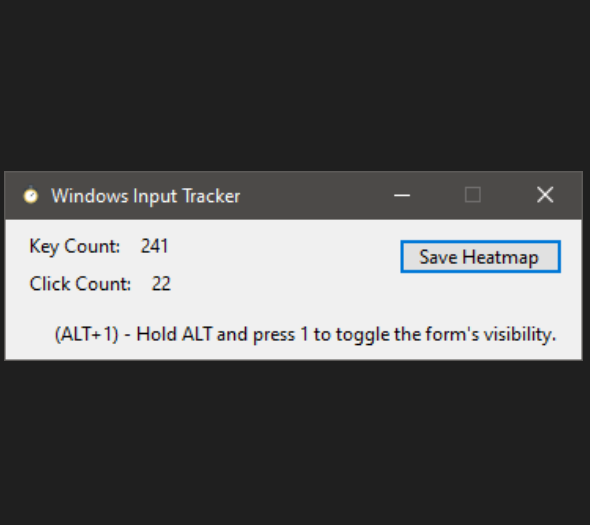 Windows Input Tracker
Key Count: 241
Save Heatmap
Click Count: 22
(ALT+1) - Hold ALT and press 1 to toggle the form's visibility.